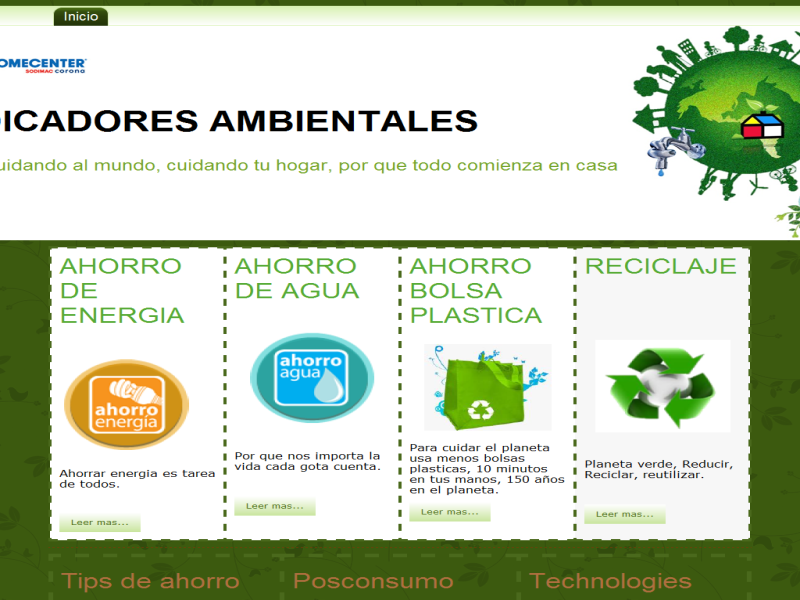 Inicio
OMECENTER
SODIMAC corona
DICADORES AMBIENTALES
uidando al mundo, cuidando tu hogar, por que todo comienza en casa
AHORRO
DE
ENERGIA
ahorro
energía
Ahorrar energia es tarea
de todos.
Leer mas...
AHORRO
DE AGUA
ahorro
agua
Por que nos importa la
vida cada gota cuenta.
Leer mas...
AHORRO
BOLSA
PLASTICA
Para cuidar el planeta
usa menos bolsas
plasticas, 10 minutos
en tus manos, 150 años
en el planeta.
Leer mas...
RECICLAJE
Planeta verde, Reducir,
Reciclar, reutilizar.
Leer mas...
Tips de ahorro
Posconsumo
Technologies